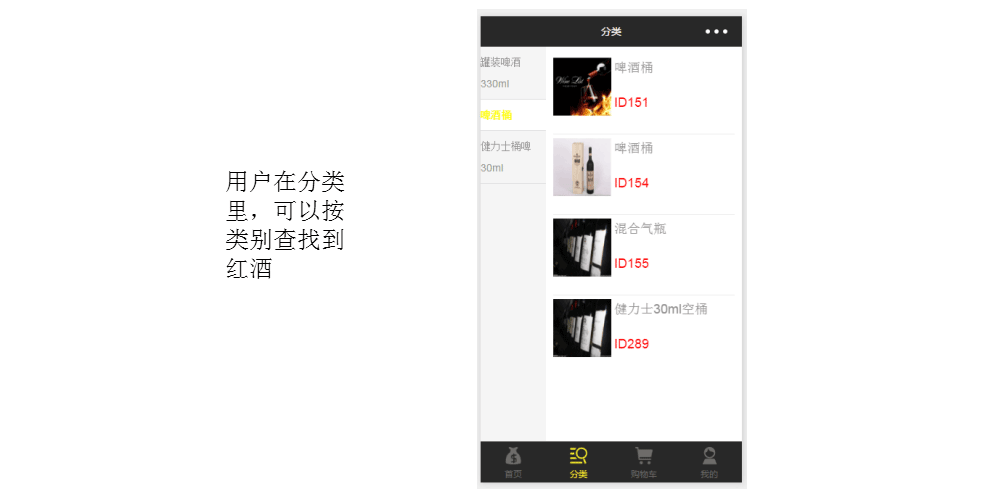 用户在分类
里，可以按
类别查找到
红酒
分类
罐装啤酒
330ml
啤酒桶
健力士桶啤
30ml
啤酒桶
ID151
啤酒桶
ID154
混合气瓶
ID155
健力士30ml空桶
ID289
首页
分类
购物车
我的